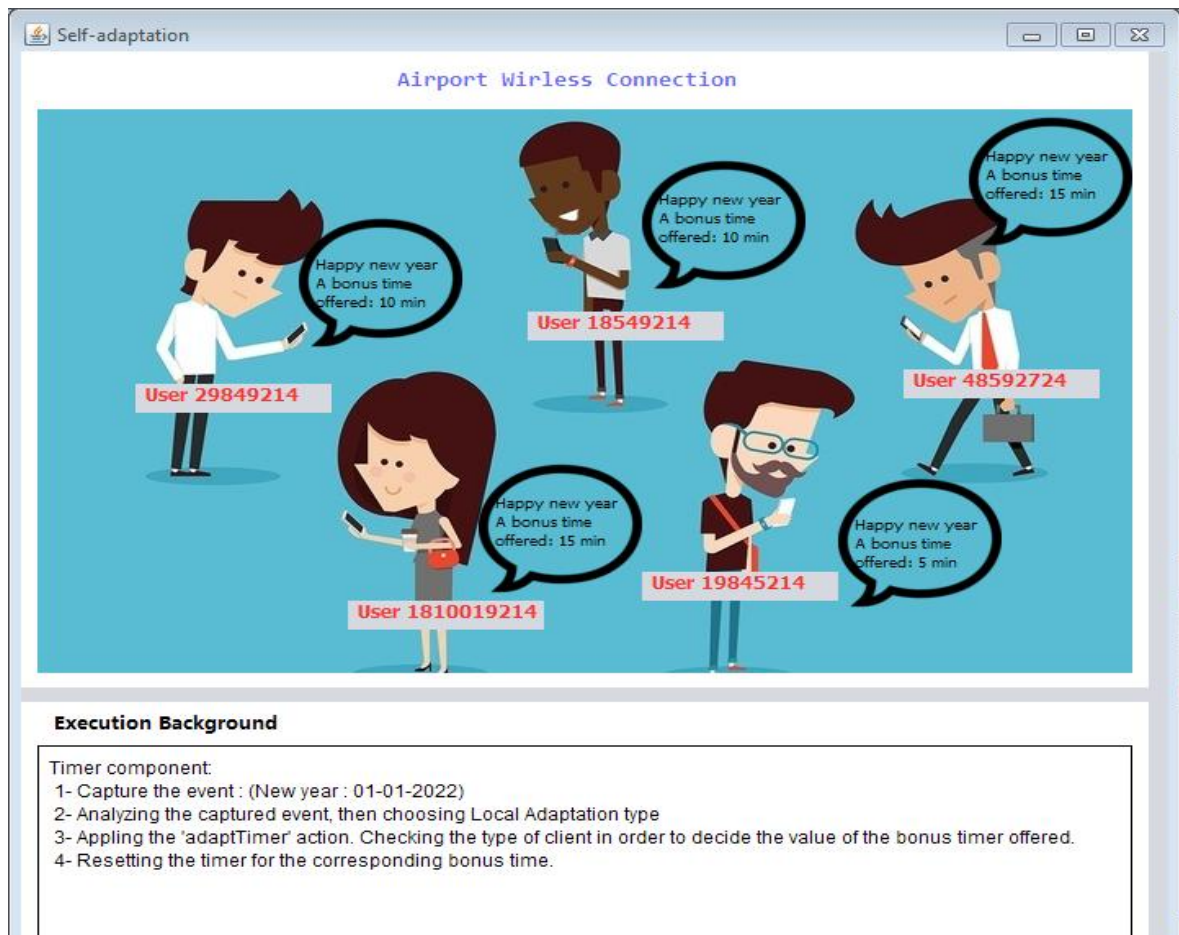 Self-adaptation
Airport Wirless Connection
Happy new year
A bonus time
offered: 10 min
User 29849214
Happy new year
A bonus time
offered: 10 min
User 18549214
Happy new year
A bonus time
offered: 15 min
User 48592724
Happy new year
A bonus time
offered: 15 min
User 1810019214
Happy new year
A bonus time
offered: 5 min
User 19845214
Execution Background
Timer component:
1- Capture the event : (New year : 01-01-2022)
2- Analyzing the captured event, then choosing Local Adaptation type
3- Appling the 'adaptTimer' action. Checking the type of client in order to decide the value of the bonus timer offered.
4- Resetting the timer for the corresponding bonus time.